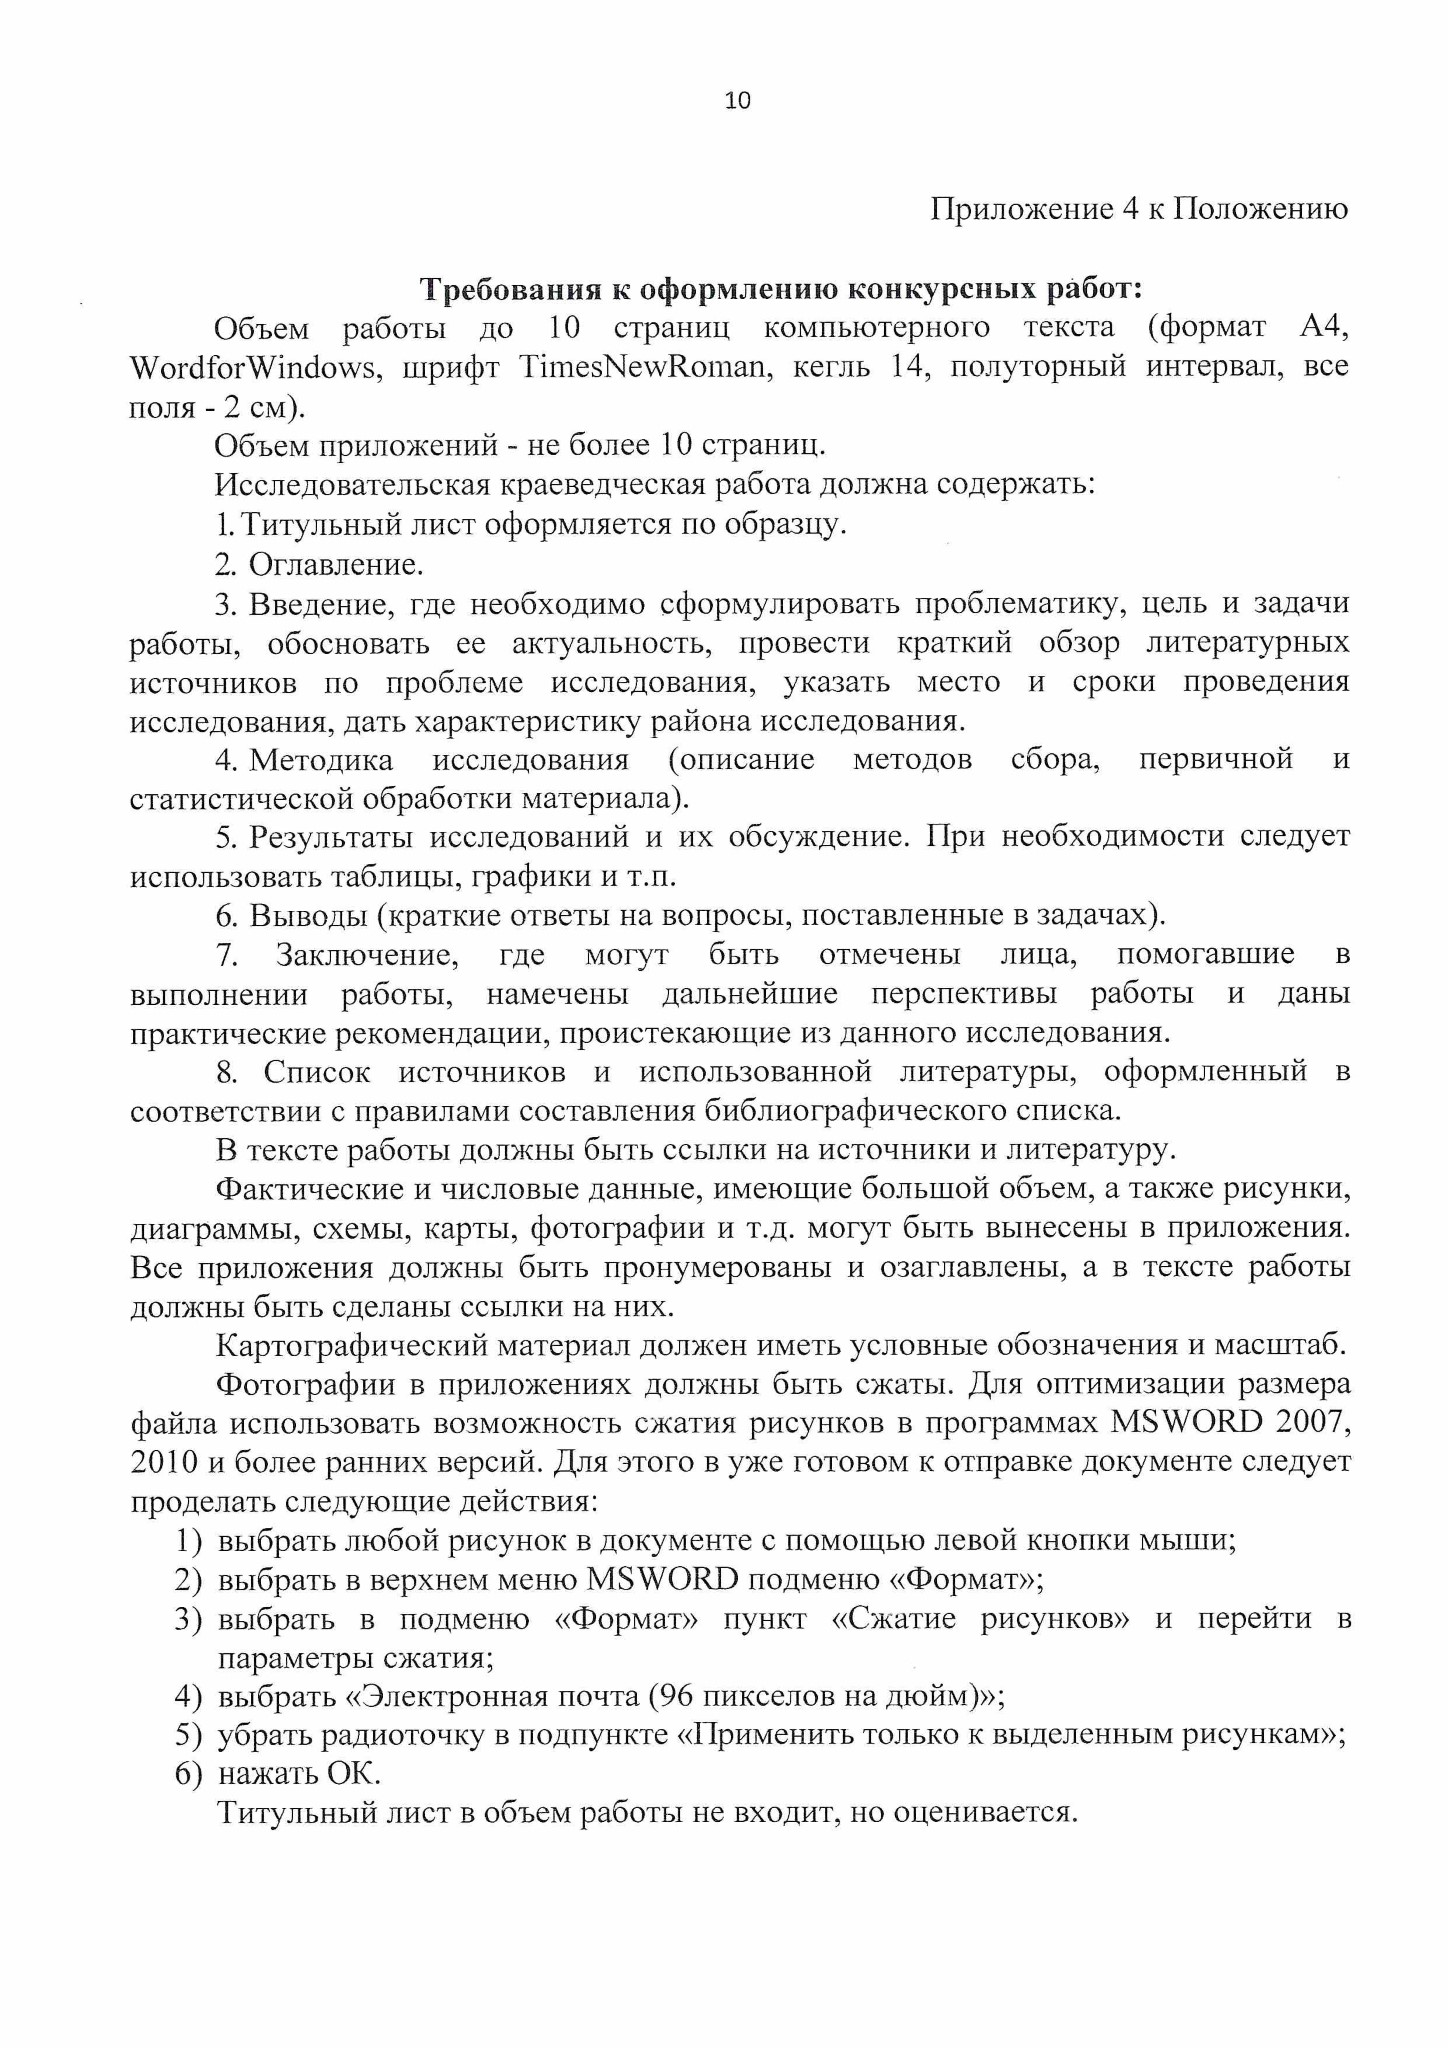 10
Приложение 4 к Положению
Требования к оформлению конкурсных работ:
Объем работы до 10 страниц компьютерного текста (формат А4,
WordforWindows, шрифт TimesNewRoman, кегль 14, полуторный интервал, все
поля - 2 см).
Объем приложений - не более 10 страниц.
Исследовательская краеведческая работа должна содержать:
1. Титульный лист оформляется по образцу.
2. Оглавление.
3. Введение, где необходимо сформулировать проблематику, цель и задачи
работы, обосновать ее актуальность, провести краткий обзор литературных
источников по проблеме исследования, указать место и сроки проведения
исследования, дать характеристику района исследования.
4. Методика исследования (описание методов сбора, первичной и
статистической обработки материала).
5. Результаты исследований и их обсуждение. При необходимости следует
использовать таблицы, графики и т.п.
6. Выводы (краткие ответы на вопросы, поставленные в задачах).
7. Заключение, где могут быть отмечены лица, помогавшие в
выполнении работы, намечены дальнейшие перспективы работы и даны
практические рекомендации, проистекающие из данного исследования.
8. Список источников и использованной литературы, оформленный в
соответствии с правилами составления библиографического списка.
В тексте работы должны быть ссылки на источники и литературу.
Фактические и числовые данные, имеющие большой объем, а также рисунки,
диаграммы, схемы, карты, фотографии и т.д. могут быть вынесены в приложения.
Все приложения должны быть пронумерованы и озаглавлены, а в тексте работы
должны быть сделаны ссылки на них.
Картографический материал должен иметь условные обозначения и масштаб.
Фотографии в приложениях должны быть сжаты. Для оптимизации размера
файла использовать возможность сжатия рисунков в программах MSWORD 2007,
2010 и более ранних версий. Для этого в уже готовом к отправке документе следует
проделать следующие действия:
1) выбрать любой рисунок в документе с помощью левой кнопки мыши;
2) выбрать в верхнем меню MSWORD подменю «Формат»;
3) выбрать в подменю «Формат» пункт «Сжатие рисунков» и перейти в
параметры сжатия;
4) выбрать «Электронная почта (96 пикселов на дюйм)»;
5) убрать радиоточку в подпункте «Применить только к выделенным рисункам»;
6) нажать ОК.
Титульный лист в объем работы не входит, но оценивается.